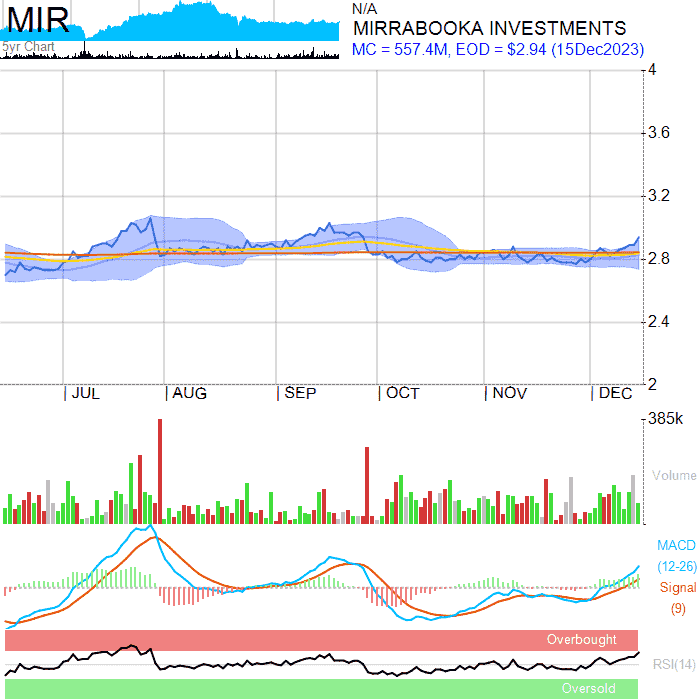 MIR
5yr Chart
N/A
MIRRABOOKA INVESTMENTS
MC = 557.4M, EOD = $2.94 (15Dec2023)
4
3.6
3.2
2.8
2.4
2
JUL AUG SEP OCT NOV DEC
385k
Volume
MACD
(12-26)
Signal
(9)
Overbought
RSI(14)
Oversold